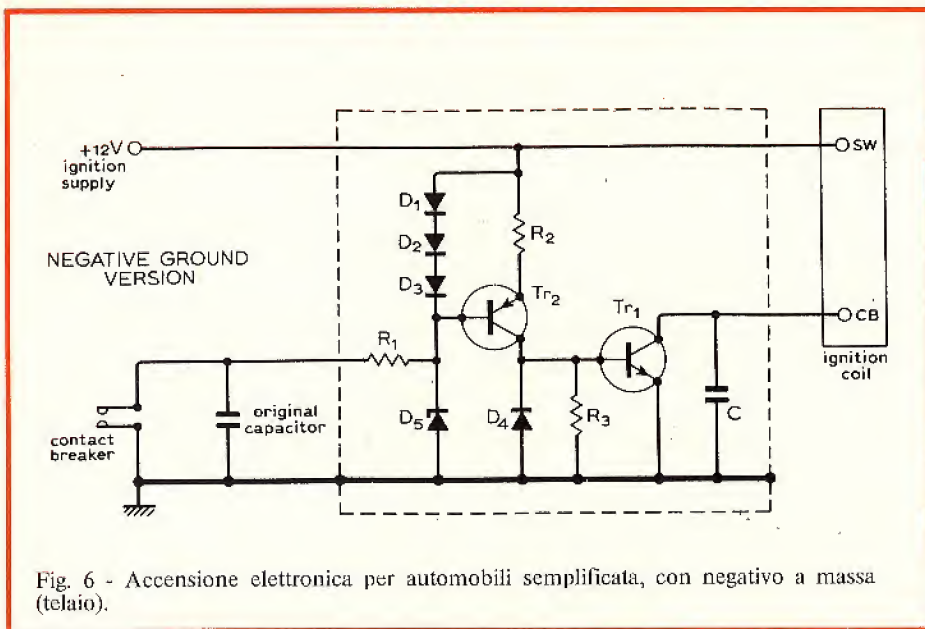 +12V
ignition
supply
SW
D1
D2
D3
R2
NEGATIVE GROUND
VERSION
Tr2
Tr1
CB
R1
ignition
coil
original
capacitor
D5
D4
R3
C
contact
breaker
Fig. 6 - Accensione elettronica per automobili semplificata, con negativo a massa
(telaio).